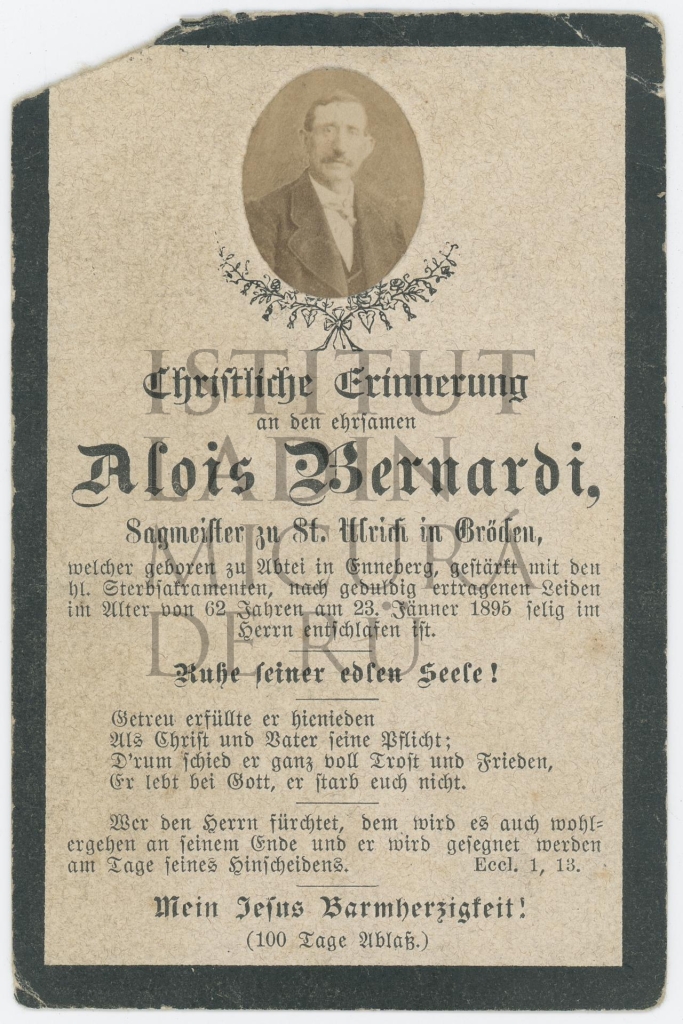 Christliche Erinnerung
an den ehrsamen
Alois Bernardi,
Sagmeister zu St. Ulrich in Gröden,
welcher geboren zu Abtei in Enneberg, gestärkt mit den
hl. Sterbsakramenten, nach geduldig ertragenen Leiden
im Alter von 62 Jahren am 23. Jänner 1895 selig im
Herrn entschlafen ist.
Ruhe seiner edlen Seele!
Getreu erfüllte er hienieden
Als Christ und Vater seine Pflicht;
D'rum schied er ganz voll Trost und Frieden,
Er lebt bei Gott, er starb euch nicht.
Wer den Herrn fürchtet, dem wird es auch wohl-
ergehen an seinem Ende und er wird gesegnet werden
am Tage seines Hinscheidens. Eccl. 1, 13.
Mein Jesus Barmherzigkeit!
(100 Tage Ablaß.)
ISTITUT
LADIN
MICURÁ
DE RÜ